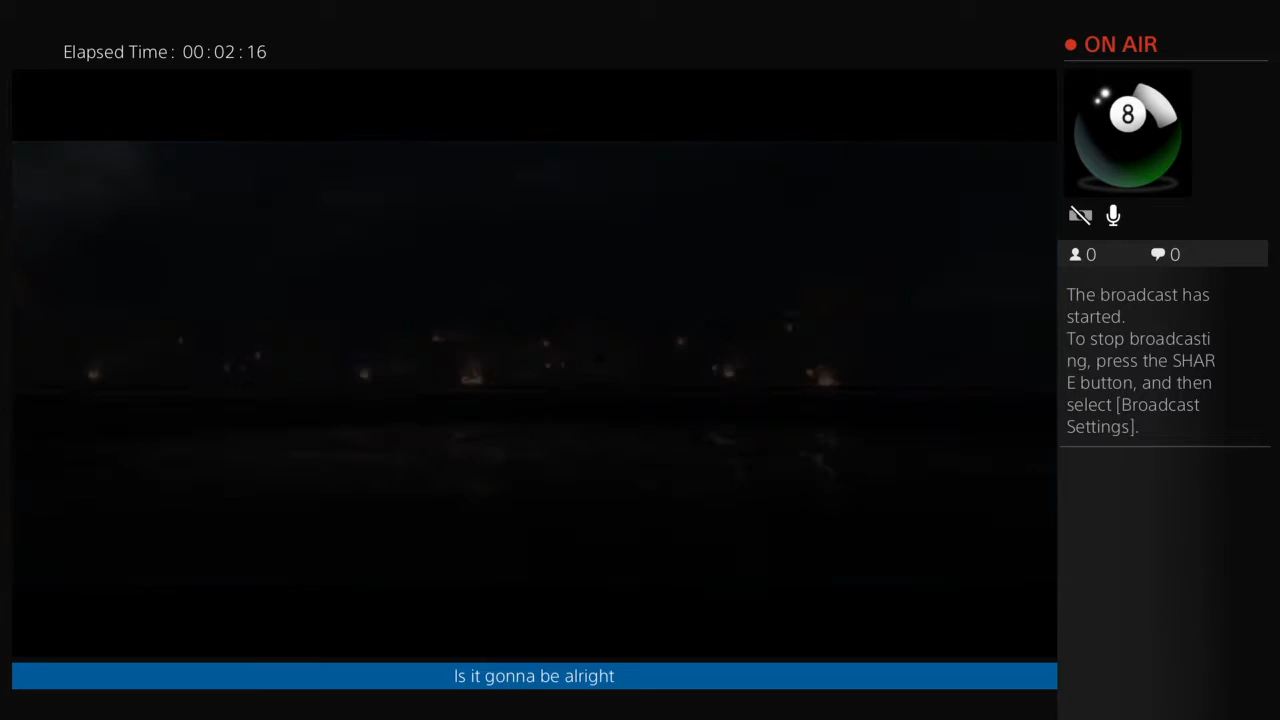 Elapsed Time: 00:02:16
ON AIR
8
0 0
The broadcast has
started.
To stop broadcasti
ng, press the SHAR
E button, and then
select [Broadcast
Settings].
Is it gonna be alright